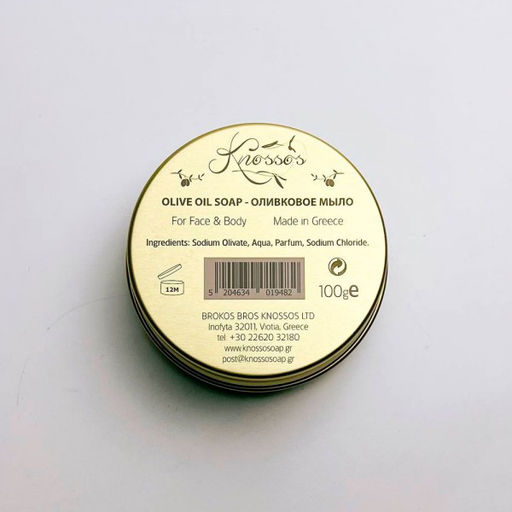 Knossos
OLIVE OIL SOAP - ОЛИВКОВОЕ МЫЛО
For Face & Body Made in Greece
Ingredients: Sodium Olivate, Aqua, Parfum, Sodium Chloride.
12M
5 204634 019482
100g℮
BROKOS BROS KNOSSOS LTD
Inofyta 32011, Viotia, Greece
tel. +30 22620 32180
www.knossosoap.gr
post@knossosoap.gr